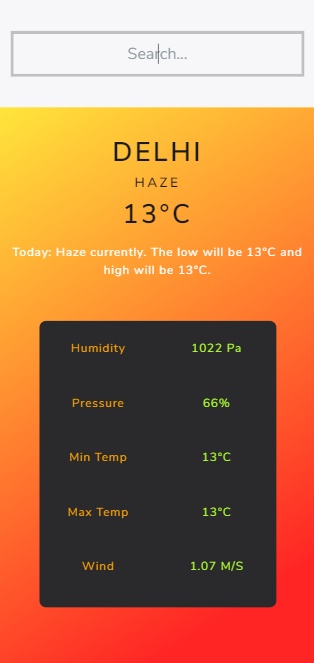 Search...
DELHI
HAZE
13°C
Today: Haze currently. The low will be 13°C and
high will be 13°C.
Humidity 1022 Pa
Pressure 66%
Min Temp 13°C
Max Temp 13°C
Wind 1.07 M/S